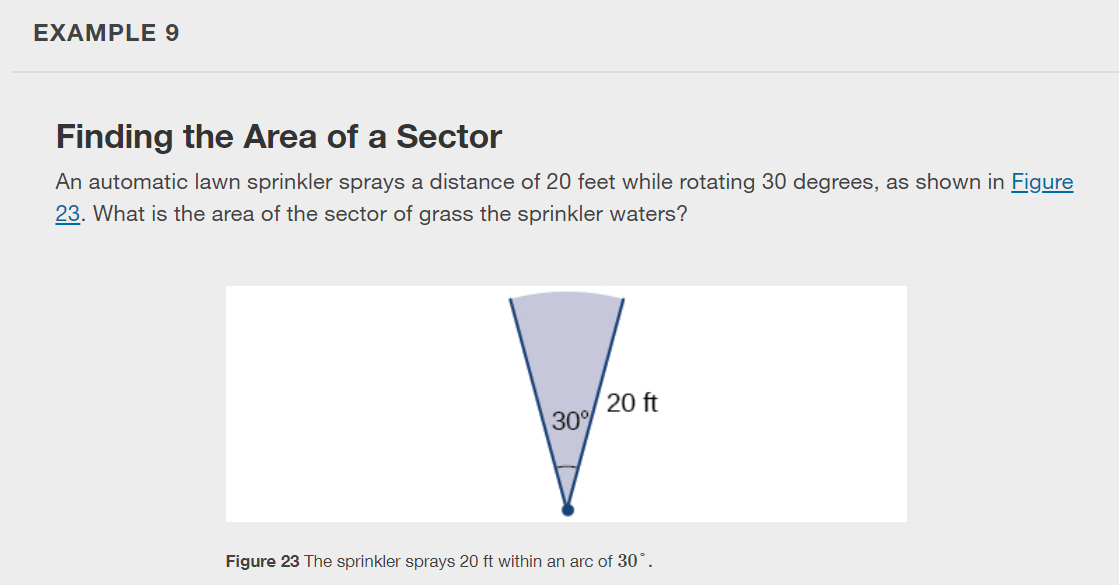 EXAMPLE 9
Finding the Area of a Sector
An automatic lawn sprinkler sprays a distance of 20 feet while rotating 30 degrees, as shown in Figure
23. What is the area of the sector of grass the sprinkler waters?
20 ft
30°
Figure 23 The sprinkler sprays 20 ft within an arc of 30°.